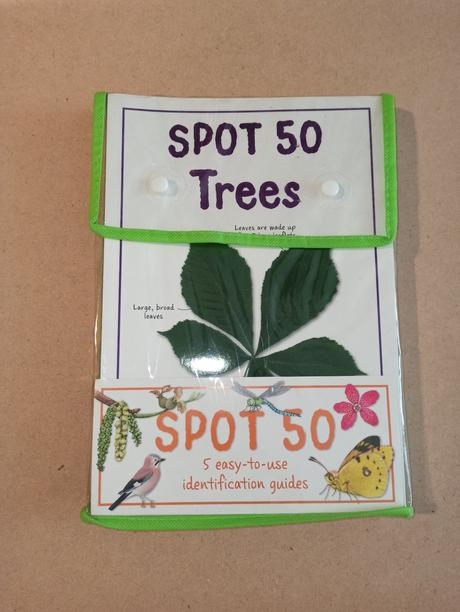 SPOT 50
Trees
Leaves are made up
Large, broad
leaves
SPOT 50
5 easy-to-use
identification guides